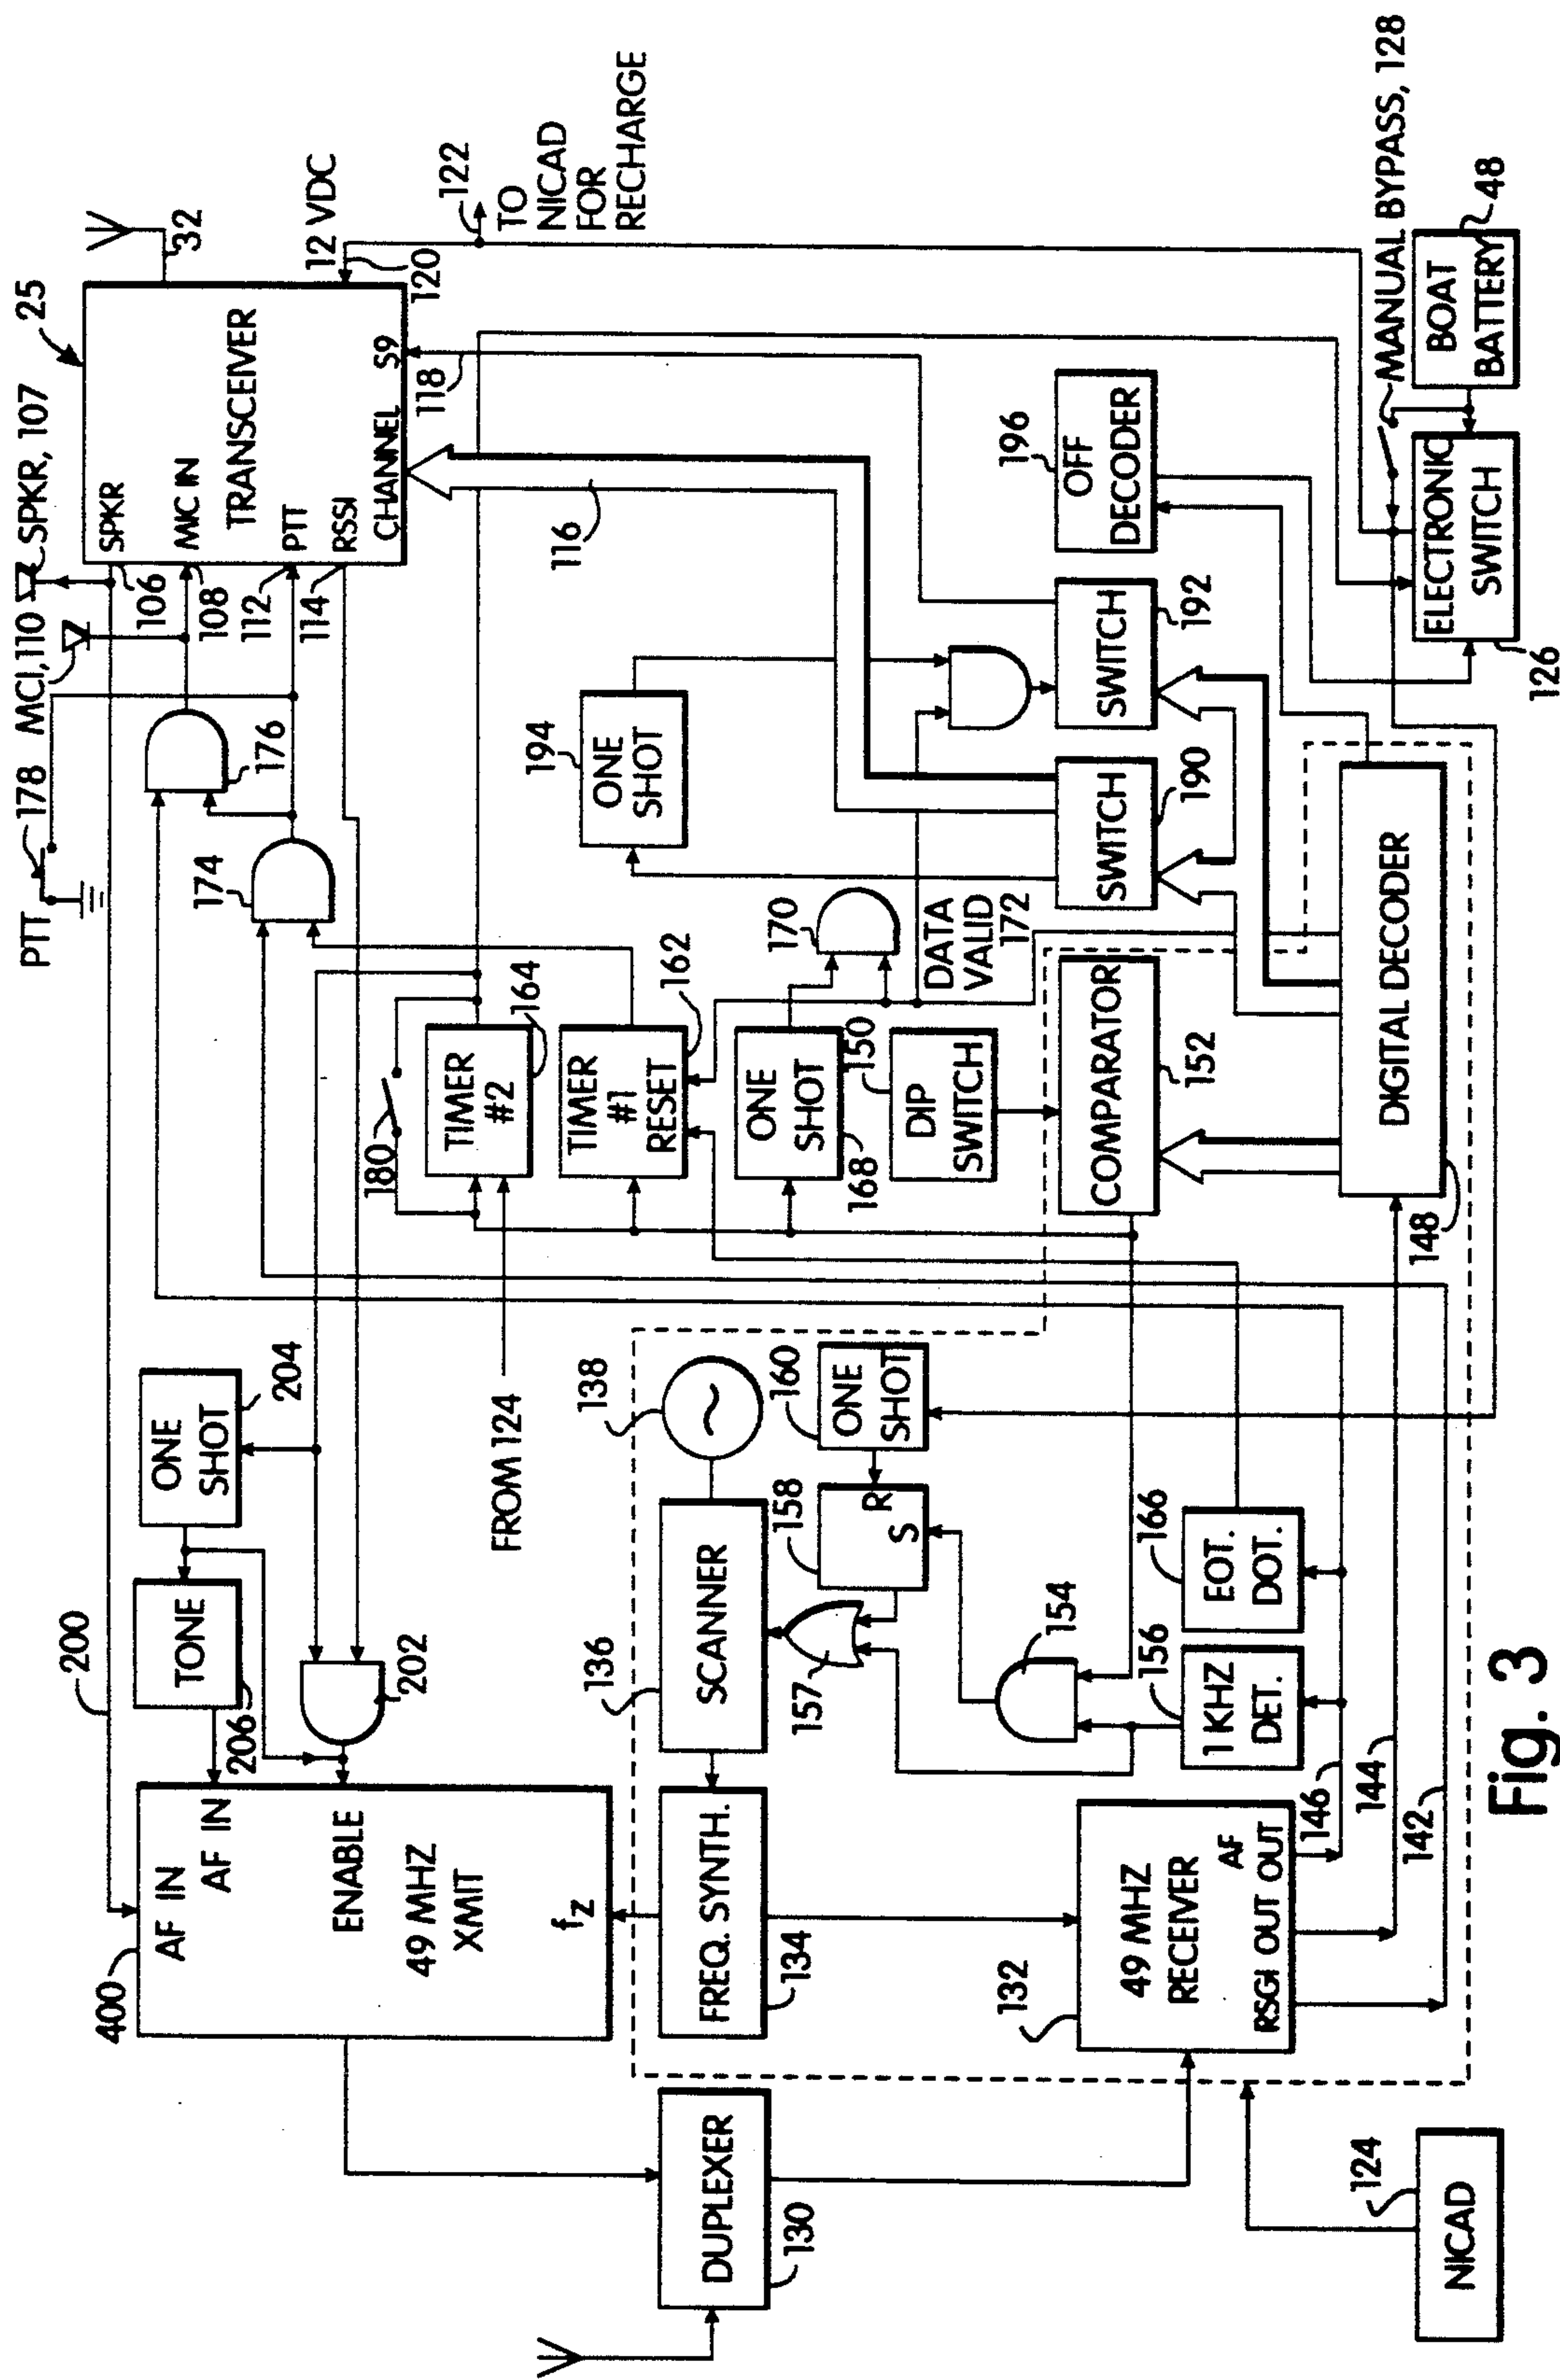 PTT
178
MCI, 110
SPKR, 107
25
32
SPKR
MIC IN
TRANSCEIVER
PTT
RSSI
CHANNEL
S9
106
108
112
114
116
118
12 VDC
120
122
TO
NICAD
FOR
RECHARGE
200
400
AF IN
AF IN
ENABLE
49 MHZ
XMIT
fz
TONE
206
ONE
SHOT
204
202
174
176
180
TIMER
#2
164
FROM 124
TIMER
#1
RESET
162
ONE
SHOT
168
170
DATA
VALID
172
DIP
SWITCH
150
COMPARATOR
152
ONE
SHOT
194
SWITCH
190
SWITCH
192
OFF
DECODER
196
MANUAL BYPASS, 128
BOAT
BATTERY
48
ELECTRONIC
SWITCH
126
DIGITAL DECODER
148
DUPLEXER
130
FREQ. SYNTH.
134
SCANNER
136
138
157
158
R
S
ONE
SHOT
160
154
1 KHZ
DET.
156
EOT.
DOT.
166
49 MHZ
RECEIVER
AF
RSGI OUT OUT
132
146
144
142
NICAD
124
Fig. 3